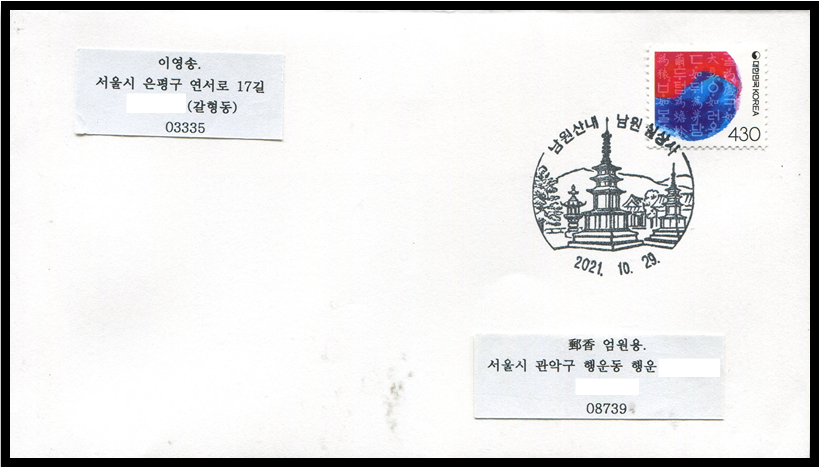 이영송.
서울시 은평구 연서로 17길
(갈형동)
03335
대한민국 KOREA
430
남원산내 남원 실상사
2021. 10. 29.
郵香 엄원용.
서울시 관악구 행운동 행운
08739